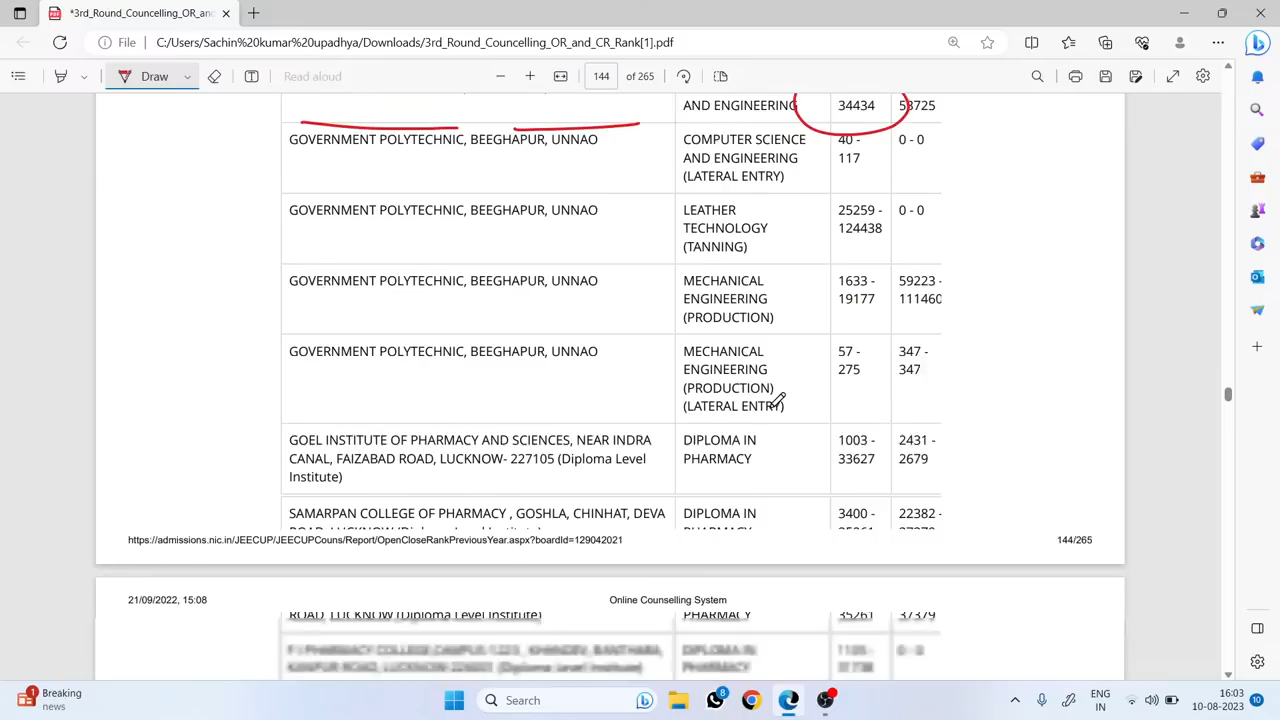 *3rd_Round_Councelling_OR_and
File
C:/Users/Sachin%20kumar%20upadhya/Downloads/3rd_Round_Councelling_OR_and_CR_Rank[1].pdf
Draw
Read aloud
144 of 265
AND ENGINEERING 34434 58725
GOVERNMENT POLYTECHNIC, BEEGHAPUR, UNNAO COMPUTER SCIENCE 40 - 0 - 0
AND ENGINEERING 117
(LATERAL ENTRY)
GOVERNMENT POLYTECHNIC, BEEGHAPUR, UNNAO LEATHER 25259 - 0 - 0
TECHNOLOGY 124438
(TANNING)
GOVERNMENT POLYTECHNIC, BEEGHAPUR, UNNAO MECHANICAL 1633 - 59223 -
ENGINEERING 19177 111460
(PRODUCTION)
GOVERNMENT POLYTECHNIC, BEEGHAPUR, UNNAO MECHANICAL 57 - 347 -
ENGINEERING 275 347
(PRODUCTION)
(LATERAL ENTRY)
GOEL INSTITUTE OF PHARMACY AND SCIENCES, NEAR INDRA DIPLOMA IN 1003 - 2431 -
CANAL, FAIZABAD ROAD, LUCKNOW- 227105 (Diploma Level PHARMACY 33627 2679
Institute)
SAMARPAN COLLEGE OF PHARMACY , GOSHLA, CHINHAT, DEVA DIPLOMA IN 3400 - 22382 -
https://admissions.nic.in/JEECUP/JEECUPCouns/Report/OpenCloseRankPreviousYear.aspx?boardId=129042021 144/265
21/09/2022, 15:08 Online Counselling System
ROAD, LUCKNOW (Diploma Level Institute) PHARMACY 35261 37379
Breaking
news
1
Search
8
ENG
IN
16:03
10-08-2023
10